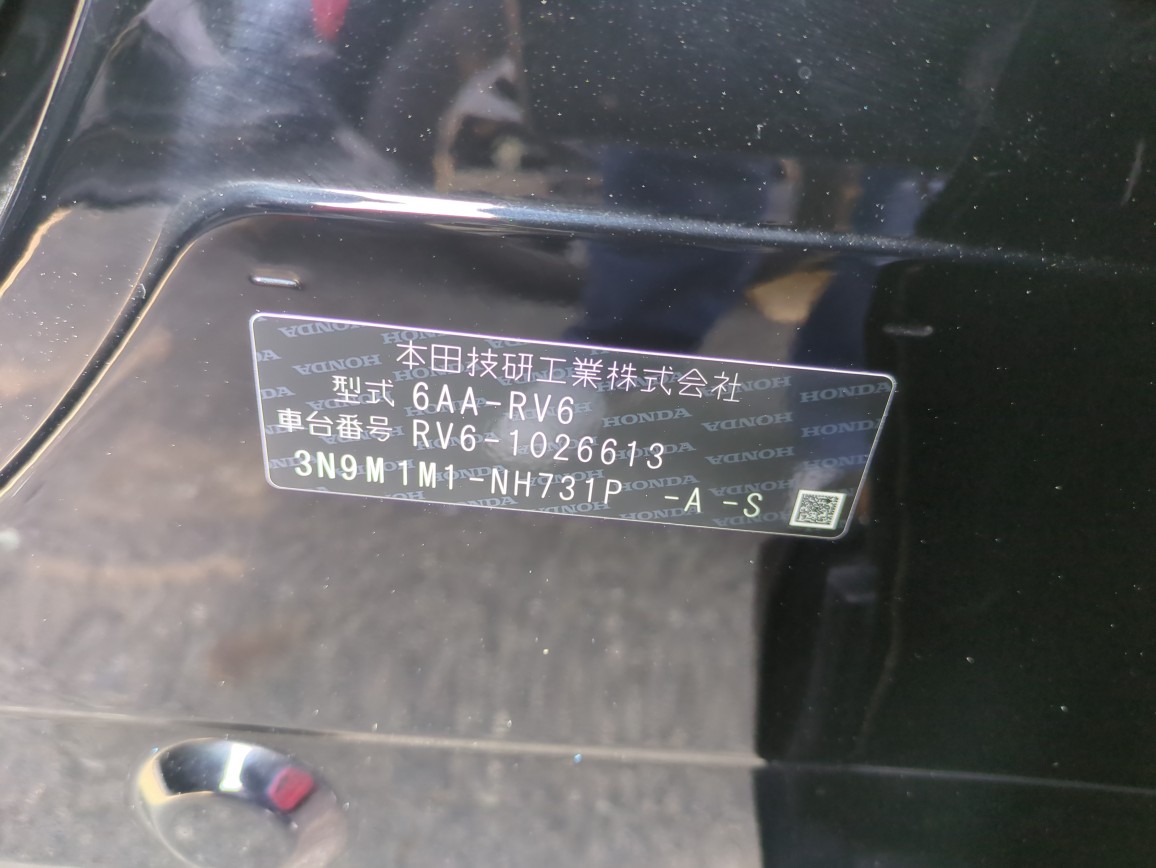 本田技研工業株式会社
型式 6AA-RV6
車台番号 RV6-1026613
3N9M1M1-NH731P -A -S